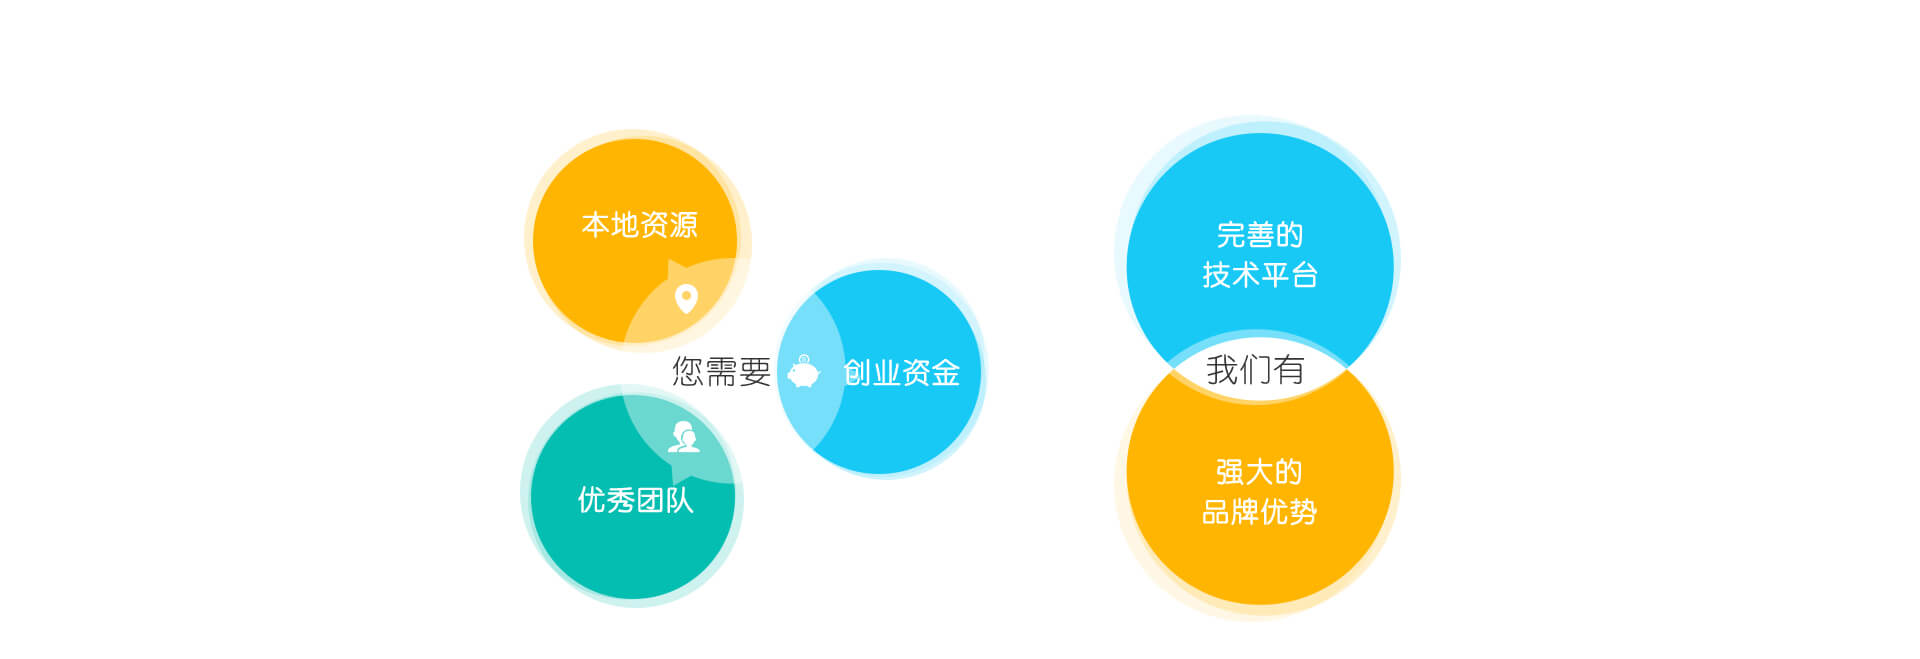 本地资源
您需要
创业资金
优秀团队
完善的
技术平台
我们有
强大的
品牌优势